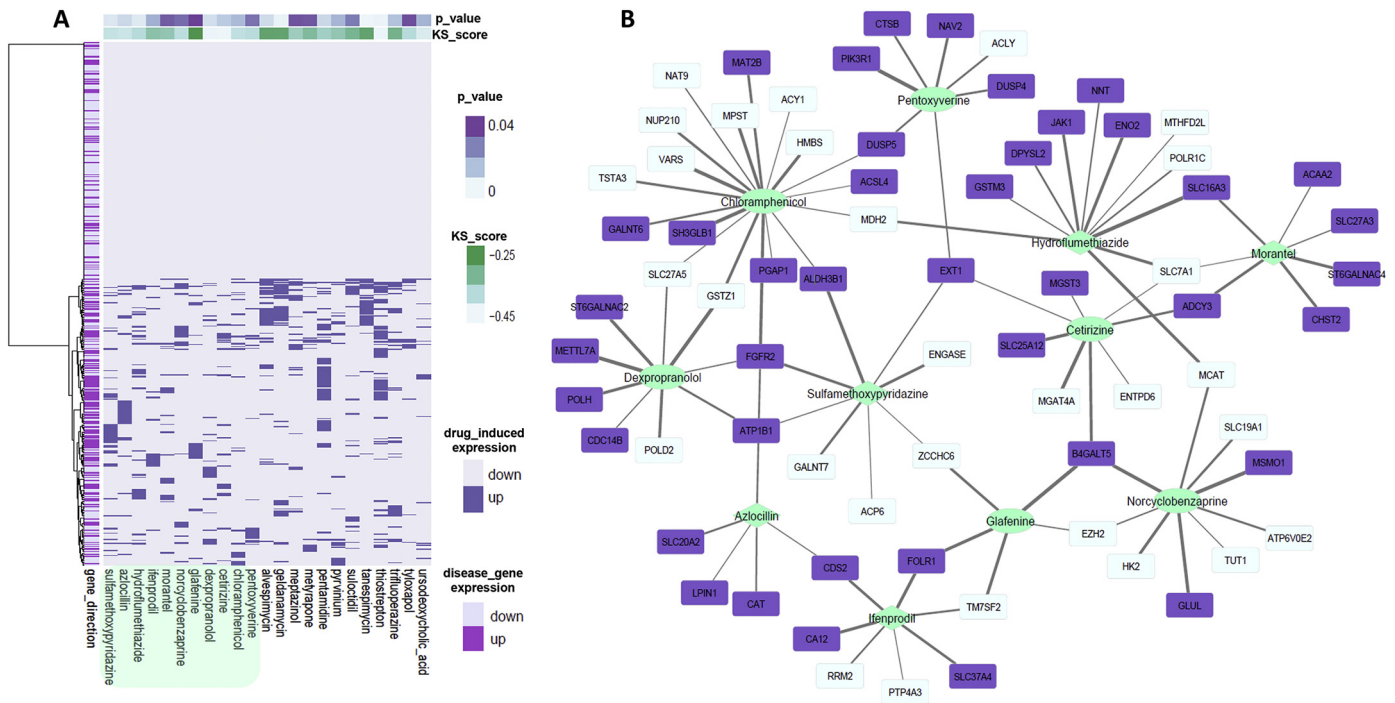 A
p_value
KS_score
p_value
0.04
0
KS_score
−0.25
−0.45
drug_induced
expression
down
up
disease_gene
expression
down
up
gene_direction
sulfamethoxypyridazine
azlocillin
hydroflumethiazide
ifenprodil
morantel
norcyclobenzaprine
glafenine
dexpropranolol
cetirizine
chloramphenicol
pentoxyverine
alvespimycin
geldanamycin
meptazinol
metyrapone
pentamidine
pyrvinium
suloctidil
tanespimycin
thiostrepton
trifluoperazine
tyloxapol
ursodeoxycholic_acid
B
CTSB
NAV2
ACLY
PIK3R1
MAT2B
NAT9
DUSP4
NNT
Pentoxyverine
ACY1
MPST
NUP210
JAK1
ENO2
MTHFD2L
HMBS
DUSP5
VARS
DPYSL2
POLR1C
TSTA3
ACSL4
GSTM3
SLC16A3
ACAA2
Chloramphenicol
MDH2
SLC27A3
GALNT6
SH3GLB1
Hydroflumethiazide
Morantel
SLC27A5
PGAP1
ALDH3B1
EXT1
SLC7A1
ST6GALNAC4
MGST3
GSTZ1
ST6GALNAC2
ADCY3
CHST2
Cetirizine
SLC25A12
METTL7A
FGFR2
ENGASE
MCAT
Dexpropranolol
Sulfamethoxypyridazine
MGAT4A
ENTPD6
POLH
SLC19A1
ATP1B1
CDC14B
POLD2
ZCCHC6
B4GALT5
MSMO1
GALNT7
Norcyclobenzaprine
ACP6
Azlocillin
Glafenine
EZH2
ATP6V0E2
SLC20A2
TUT1
FOLR1
CDS2
HK2
LPIN1
CAT
TM7SF2
GLUL
Ifenprodil
CA12
RRM2
SLC37A4
PTP4A3